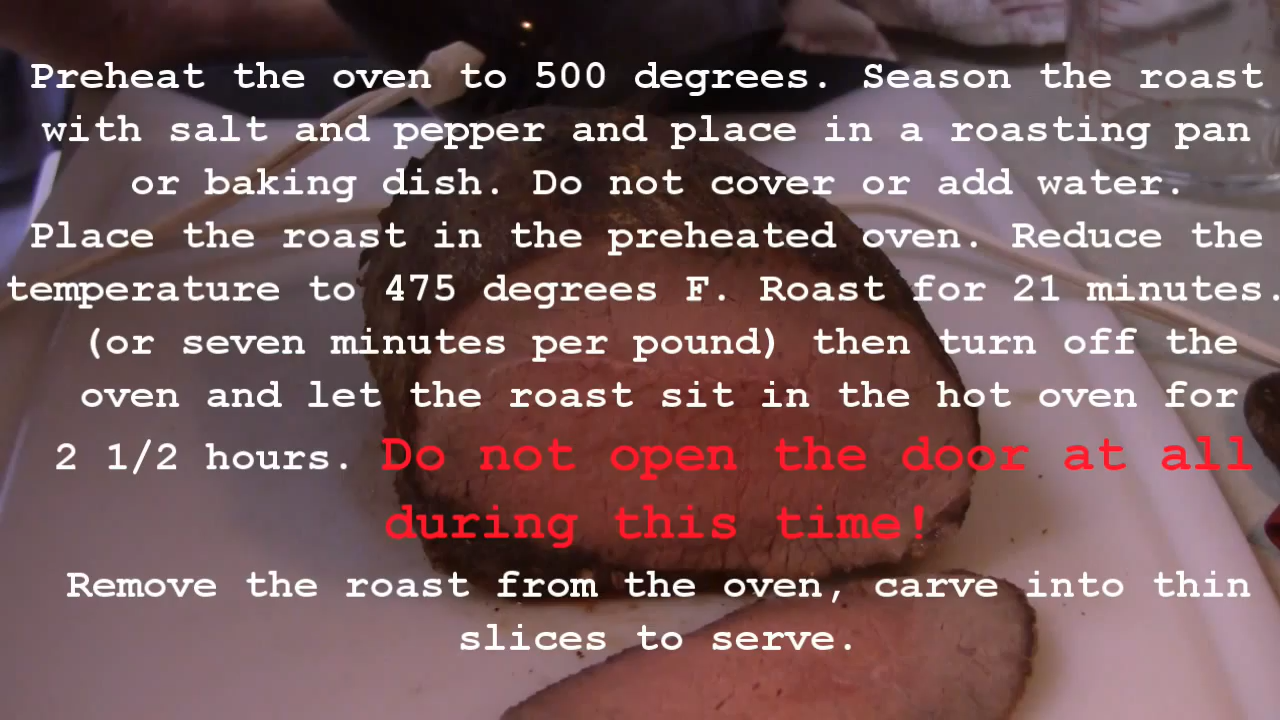 Preheat the oven to 500 degrees. Season the roast
with salt and pepper and place in a roasting pan
or baking dish. Do not cover or add water.
Place the roast in the preheated oven. Reduce the
temperature to 475 degrees F. Roast for 21 minutes.
(or seven minutes per pound) then turn off the
oven and let the roast sit in the hot oven for
2 1/2 hours. Do not open the door at all
during this time!
Remove the roast from the oven, carve into thin
slices to serve.